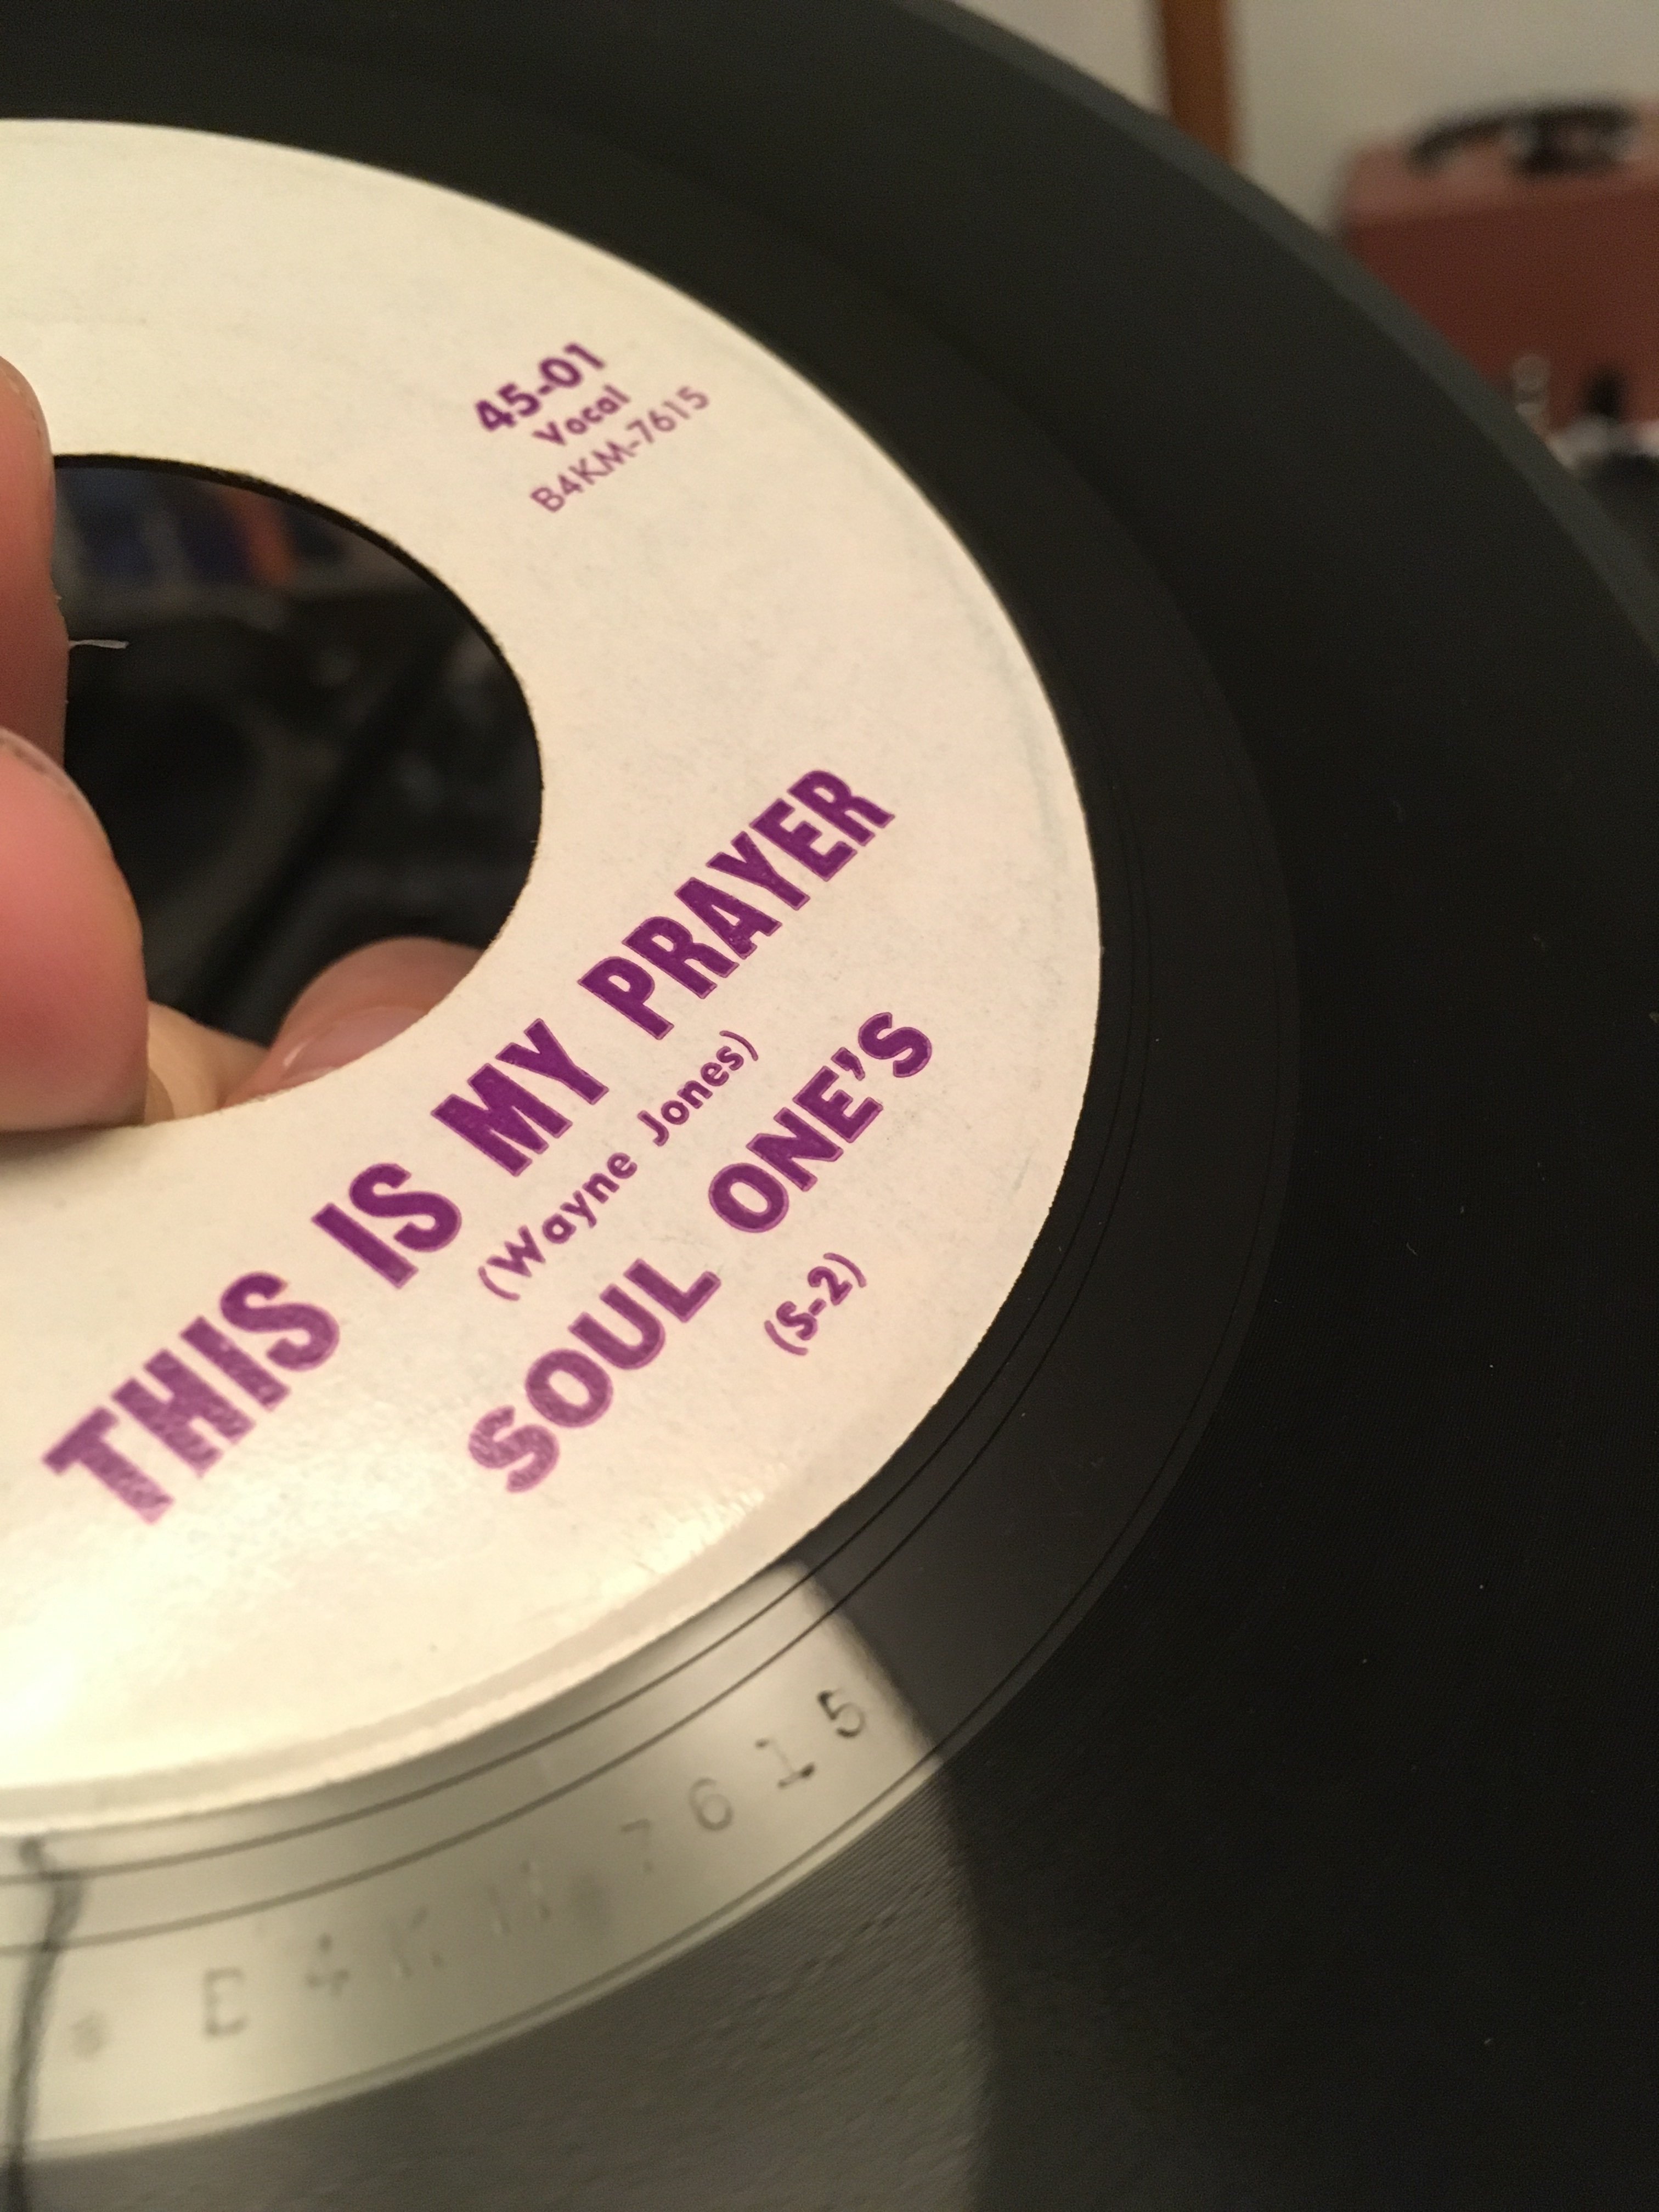 45-01
Vocal
B4KM-7615
THIS IS MY PRAYER
(Wayne Jones)
SOUL ONE'S
(S-2)
7615